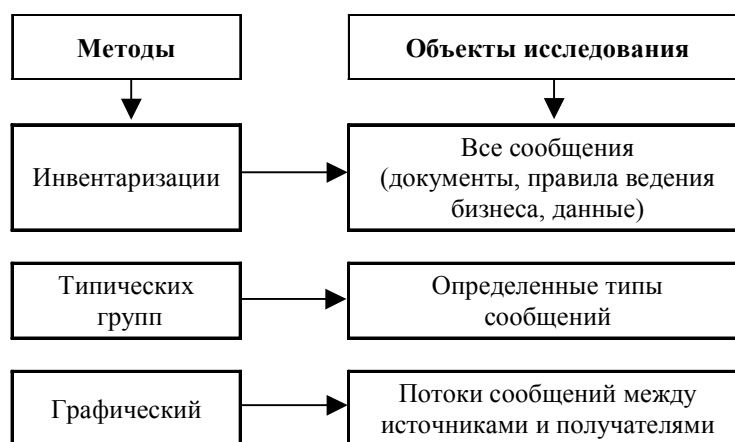 Методы
Объекты исследования
Инвентаризации
Все сообщения
(документы, правила ведения
бизнеса, данные)
Типических
групп
Определенные типы
сообщений
Графический
Потоки сообщений между
источниками и получателями